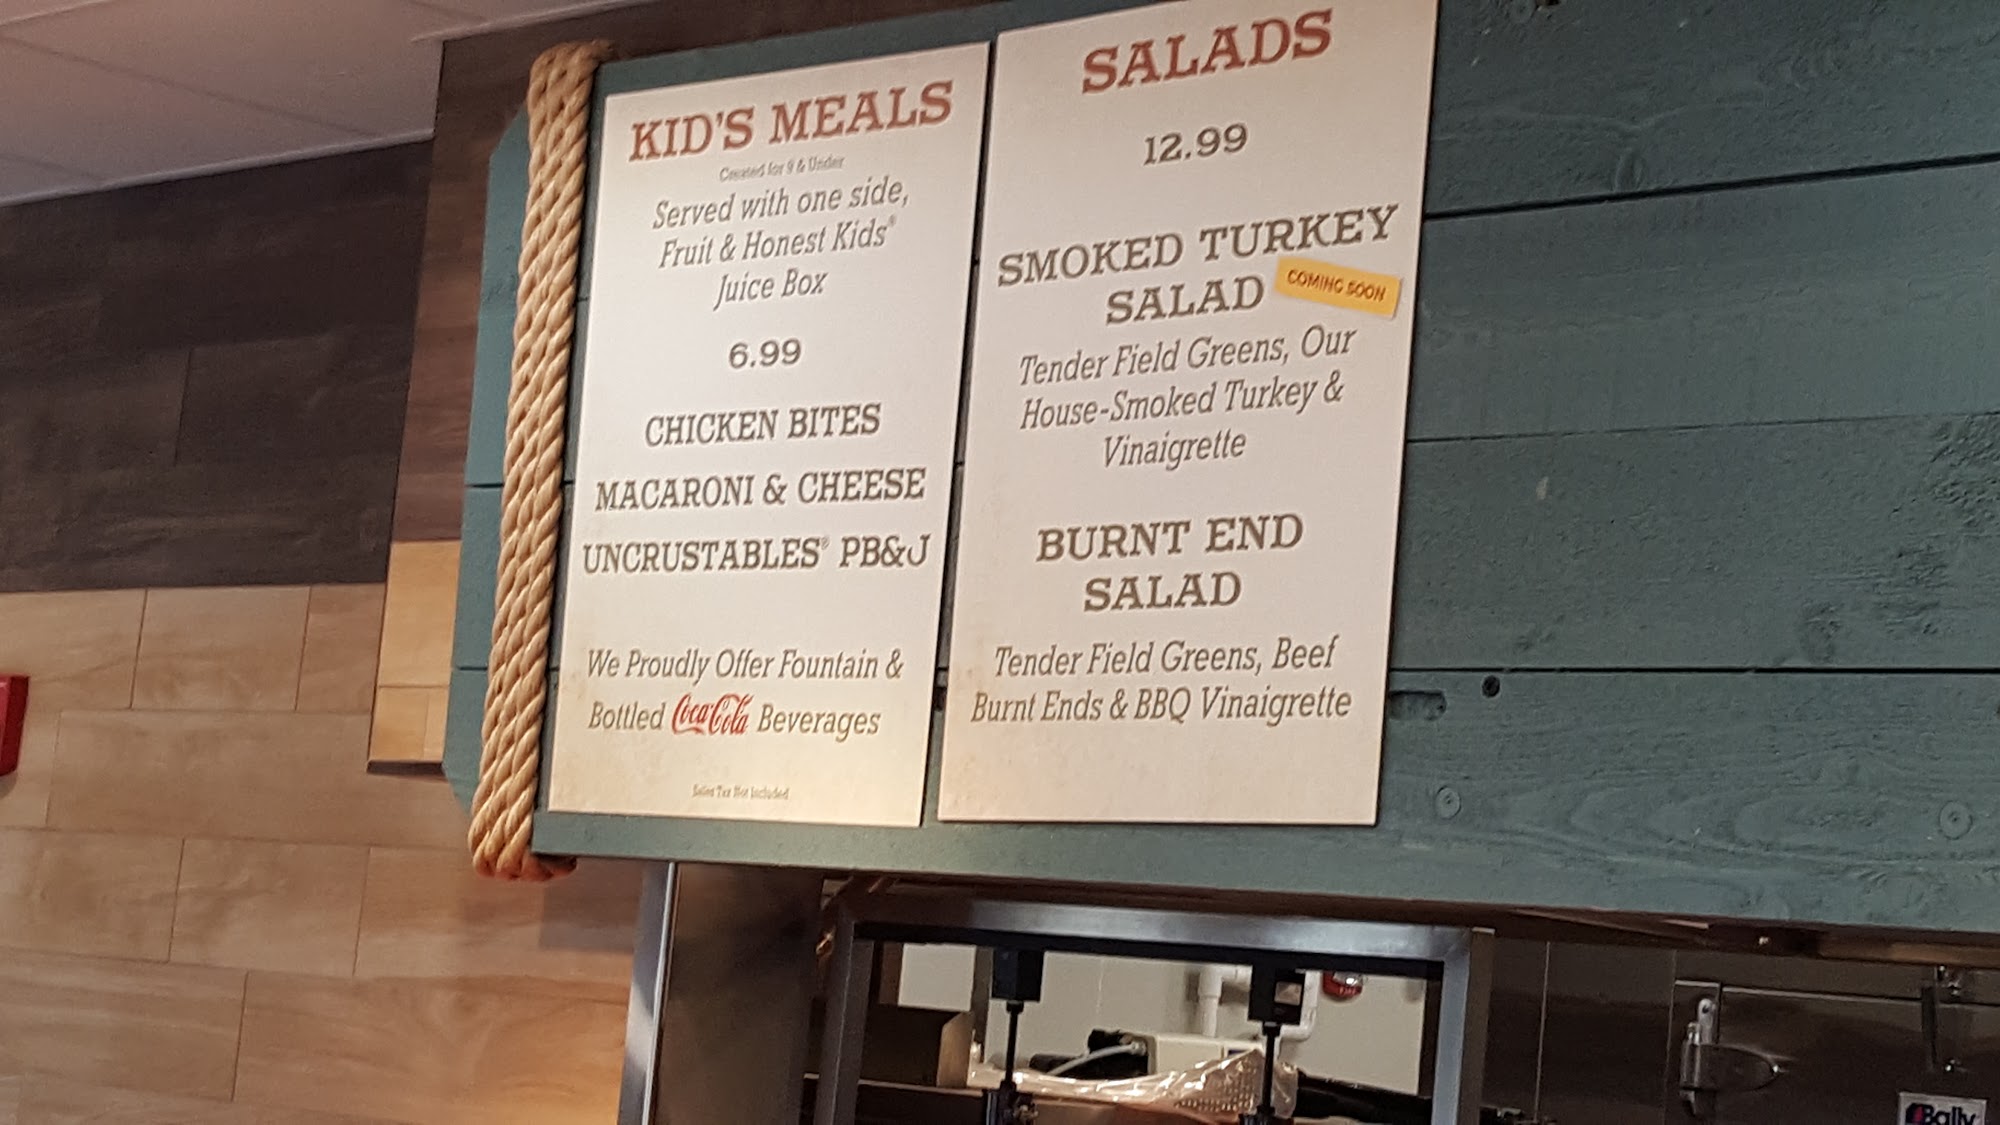 KID'S MEALS
Created for 9 & Under
Served with one side,
Fruit & Honest Kids®
Juice Box
6.99
CHICKEN BITES
MACARONI & CHEESE
UNCRUSTABLES® PB&J
We Proudly Offer Fountain &
Bottled Coca-Cola Beverages
Sales Tax Not Included
SALADS
12.99
SMOKED TURKEY
SALAD COMING SOON
Tender Field Greens, Our
House-Smoked Turkey &
Vinaigrette
BURNT END
SALAD
Tender Field Greens, Beef
Burnt Ends & BBQ Vinaigrette
Bally